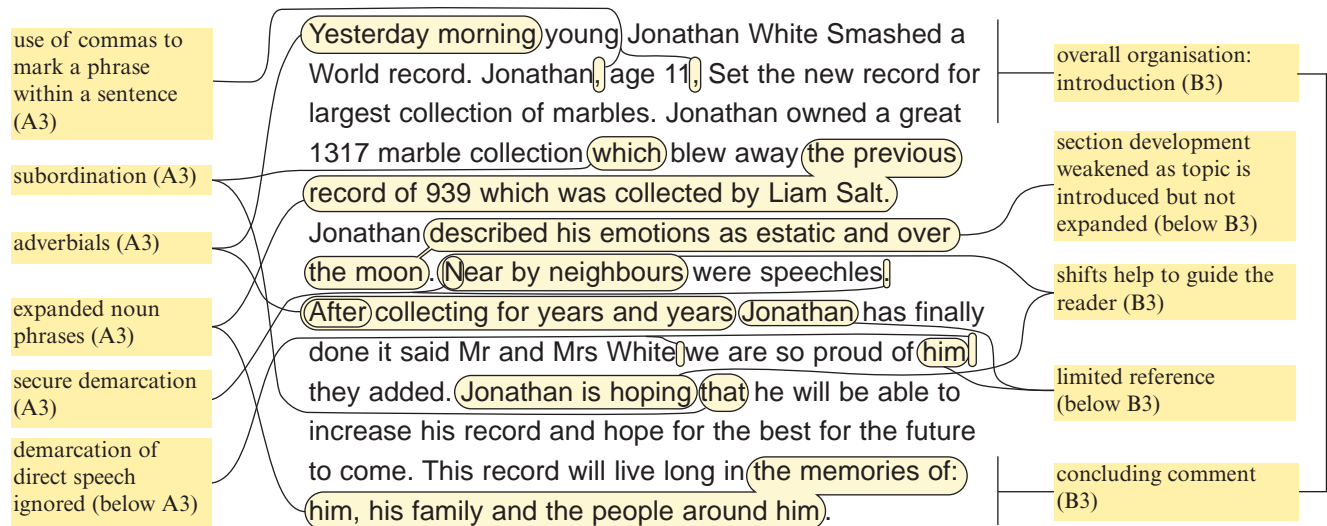 use of commas to
mark a phrase
within a sentence
(A3)
subordination (A3)
adverbials (A3)
expanded noun
phrases (A3)
secure demarcation
(A3)
demarcation of
direct speech
ignored (below A3)
Yesterday morning young Jonathan White Smashed a
World record. Jonathan, age 11, Set the new record for
largest collection of marbles. Jonathan owned a great
1317 marble collection which blew away the previous
record of 939 which was collected by Liam Salt.
Jonathan described his emotions as estatic and over
the moon. Near by neighbours were speechles.
After collecting for years and years Jonathan has finally
done it said Mr and Mrs White we are so proud of him
they added. Jonathan is hoping that he will be able to
increase his record and hope for the best for the future
to come. This record will live long in the memories of:
him, his family and the people around him.
overall organisation:
introduction (B3)
section development
weakened as topic is
introduced but not
expanded (below B3)
shifts help to guide the
reader (B3)
limited reference
(below B3)
concluding comment
(B3)